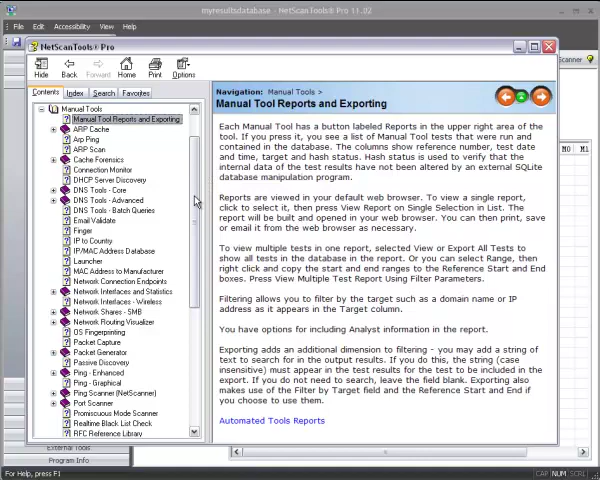 myresultsdatabase - NetScanTools® Pro 11.02
File Edit Accessibility View Help
NetScanTools® Pro
Hide Back Forward Home Print Options
Contents Index Search Favorites
Manual Tools
Manual Tool Reports and Exporting
ARP Cache
Arp Ping
ARP Scan
Cache Forensics
Connection Monitor
DHCP Server Discovery
DNS Tools - Core
DNS Tools - Advanced
DNS Tools - Batch Queries
Email Validate
Finger
IP to Country
IP/MAC Address Database
Launcher
MAC Address to Manufacturer
Network Connection Endpoints
Network Interfaces and Statistics
Network Interfaces - Wireless
Network Shares - SMB
Network Routing Visualizer
OS Fingerprinting
Packet Capture
Packet Generator
Passive Discovery
Ping - Enhanced
Ping - Graphical
Ping Scanner (NetScanner)
Port Scanner
Promiscuous Mode Scanner
Realtime Black List Check
RFC Reference Library
Navigation: Manual Tools >
Manual Tool Reports and Exporting
Each Manual Tool has a button labeled Reports in the upper right area of the
tool. If you press it, you see a list of Manual Tool tests that were run and
contained in the database. The columns show reference number, test date
and time, target and hash status. Hash status is used to verify that the
internal data of the test results have not been altered by an external SQLite
database manipulation program.
Reports are viewed in your default web browser. To view a single report,
click to select it, then press View Report on Single Selection in List. The
report will be built and opened in your web browser. You can then print, save
or email it from the web browser as necessary.
To view multiple tests in one report, selected View or Export All Tests to
show all tests in the database in the report. Or you can select Range, then
right click and copy the start and end ranges to the Reference Start and End
boxes. Press View Multiple Test Report Using Filter Parameters.
Filtering allows you to filter by the target such as a domain name or IP
address as it appears in the Target column.
You have options for including Analyst information in the report.
Exporting adds an additional dimension to filtering - you may add a string of
text to search for in the output results. If you do this, the string (case
insensitive) must appear in the test results for the test to be included in the
export. If you do not need to search, leave the field blank. Exporting also
makes use of the Filter by Target field and the Reference Start and End if
you choose to use them.
Automated Tools Reports
Scanner
M0 M1
External Tools
Program Info
For Help, press F1
CAP NUM SCRL